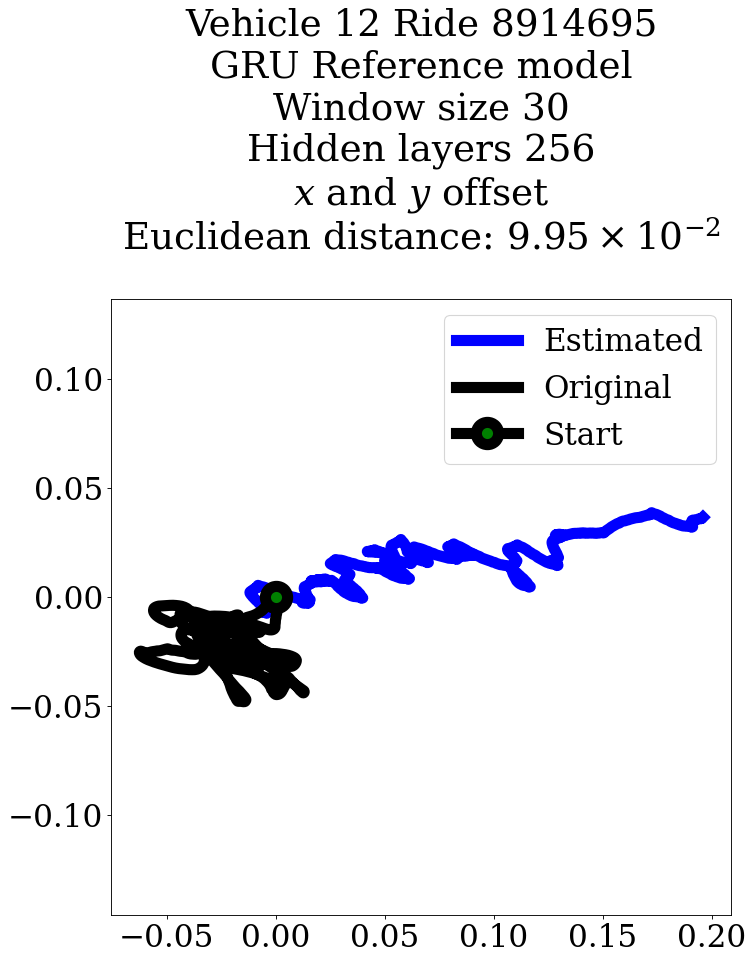 Vehicle 12 Ride 8914695
GRU Reference model
Window size 30
Hidden layers 256
x and y offset
Euclidean distance: 9.95 × 10⁻²
Estimated
Original
Start
0.10
0.05
0.00
−0.05
−0.10
−0.05 0.00 0.05 0.10 0.15 0.20